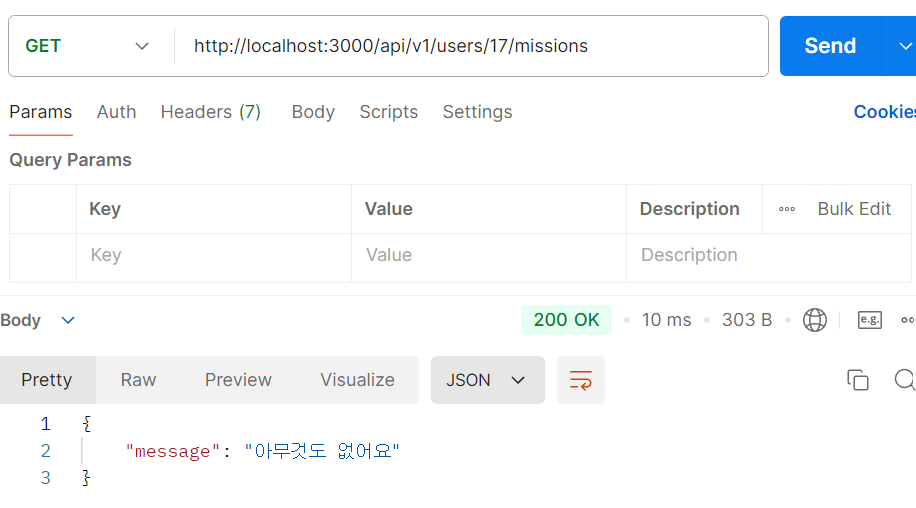 GET http://localhost:3000/api/v1/users/17/missions Send
Params Auth Headers (7) Body Scripts Settings Cookies
Query Params
Key Value Description Bulk Edit
Key Value Description
Body 200 OK 10 ms 303 B e.g.
Pretty Raw Preview Visualize JSON
1 {
2 "message": "아무것도 없어요"
3 }